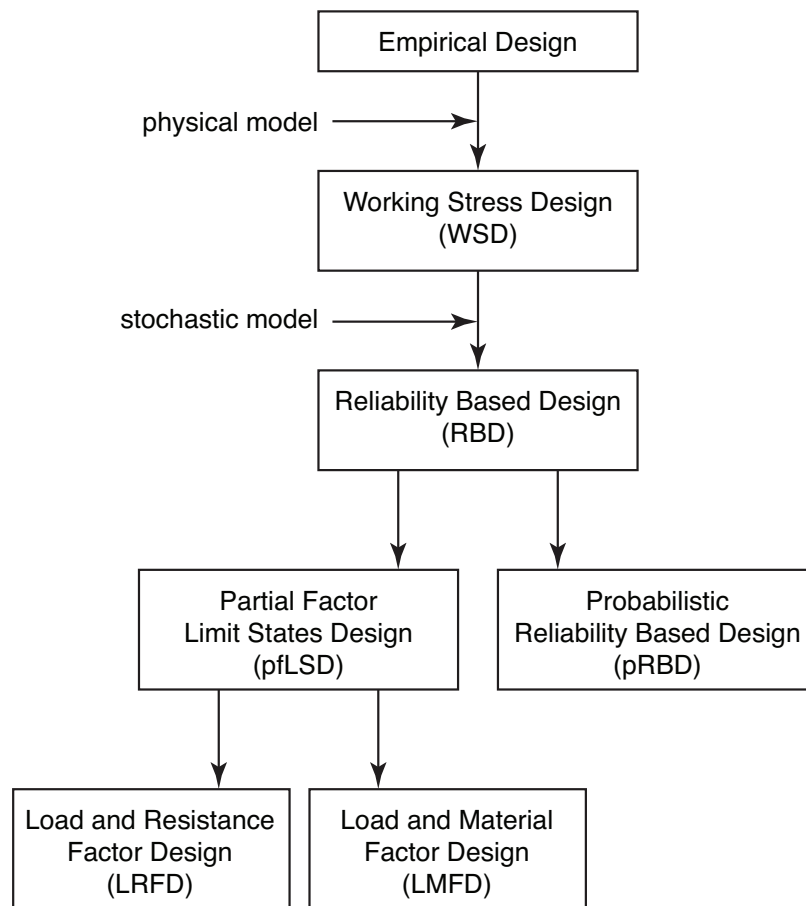 Empirical Design
physical model
Working Stress Design
(WSD)
stochastic model
Reliability Based Design
(RBD)
Partial Factor
Limit States Design
(pfLSD)
Probabilistic
Reliability Based Design
(pRBD)
Load and Resistance
Factor Design
(LRFD)
Load and Material
Factor Design
(LMFD)